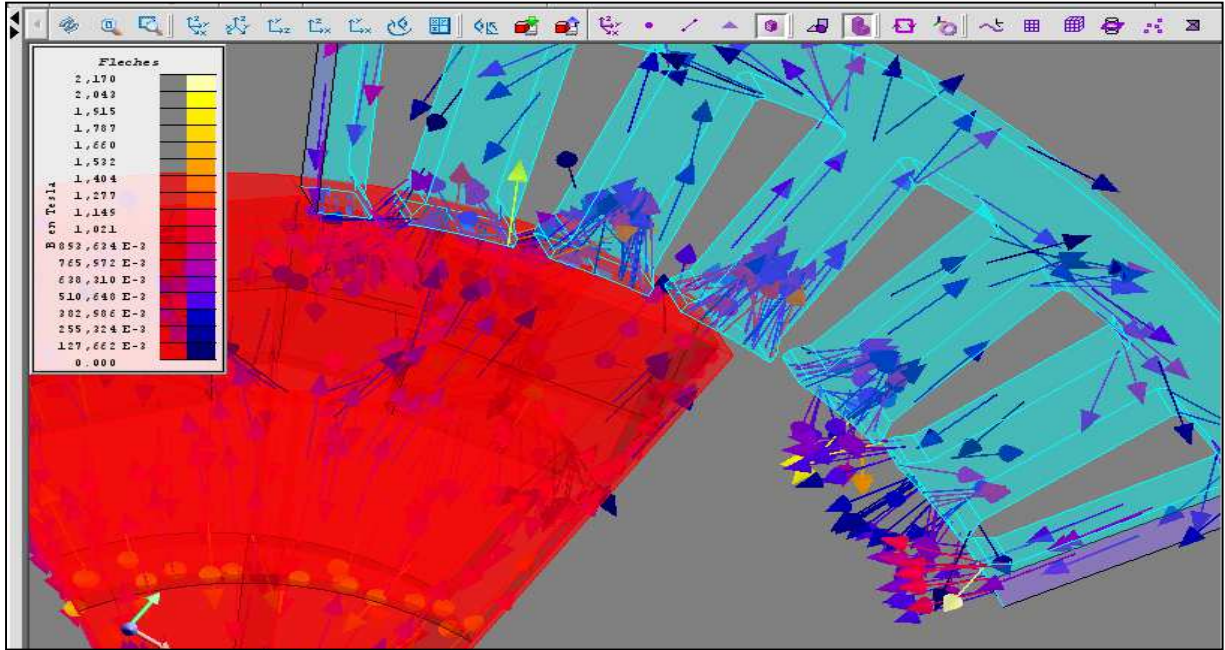 Fleches
2,170
2,043
1,915
1,787
1,660
1,532
1,404
1,277
1,149
1,021
893,634 E-3
765,972 E-3
638,310 E-3
510,648 E-3
382,986 E-3
255,324 E-3
127,662 E-3
0.000
B en Tesla